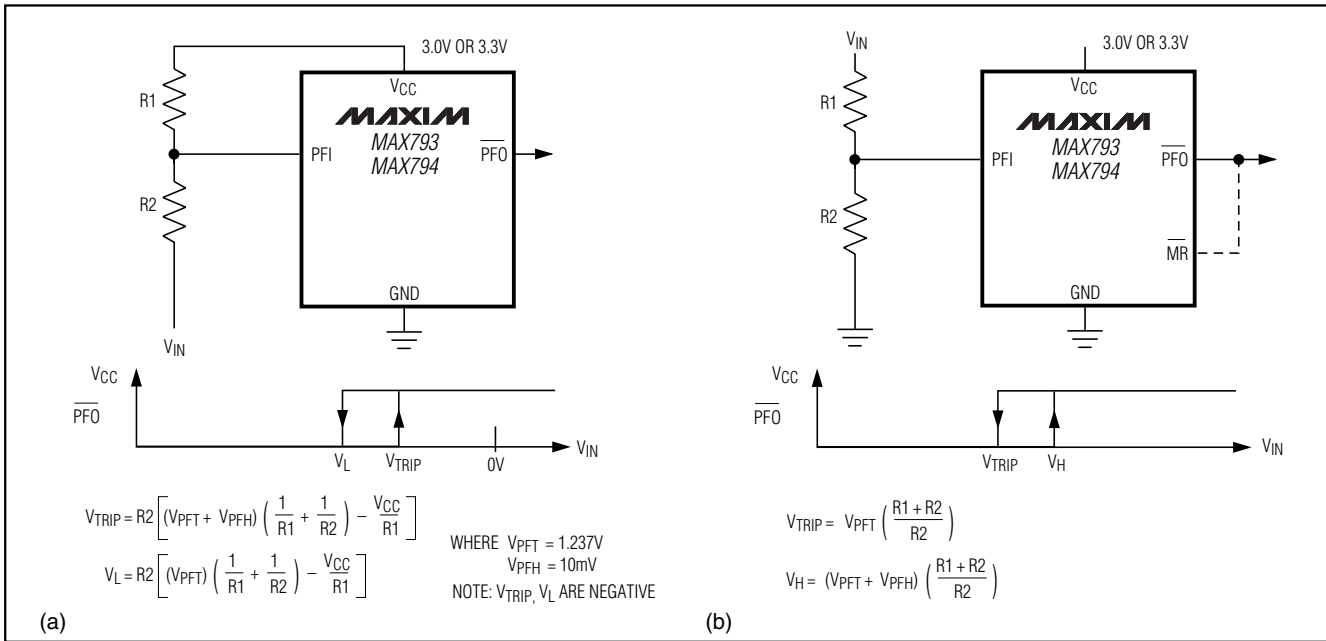 3.0V OR 3.3V
VCC
R1
MAXIM
MAX793
MAX794
PFI
PFO
R2
GND
VIN
VCC
PFO
VL
VTRIP
0V
VIN
VTRIP = R2 [(VPFT + VPFH) (1/R1 + 1/R2) − VCC/R1]
VL = R2 [(VPFT) (1/R1 + 1/R2) − VCC/R1]
WHERE VPFT = 1.237V
VPFH = 10mV
NOTE: VTRIP, VL ARE NEGATIVE
(a)
VIN
3.0V OR 3.3V
VCC
R1
MAXIM
MAX793
MAX794
PFI
PFO
R2
MR
GND
VCC
PFO
VTRIP
VH
VIN
VTRIP = VPFT (R1 + R2/R2)
VH = (VPFT + VPFH) (R1 + R2/R2)
(b)